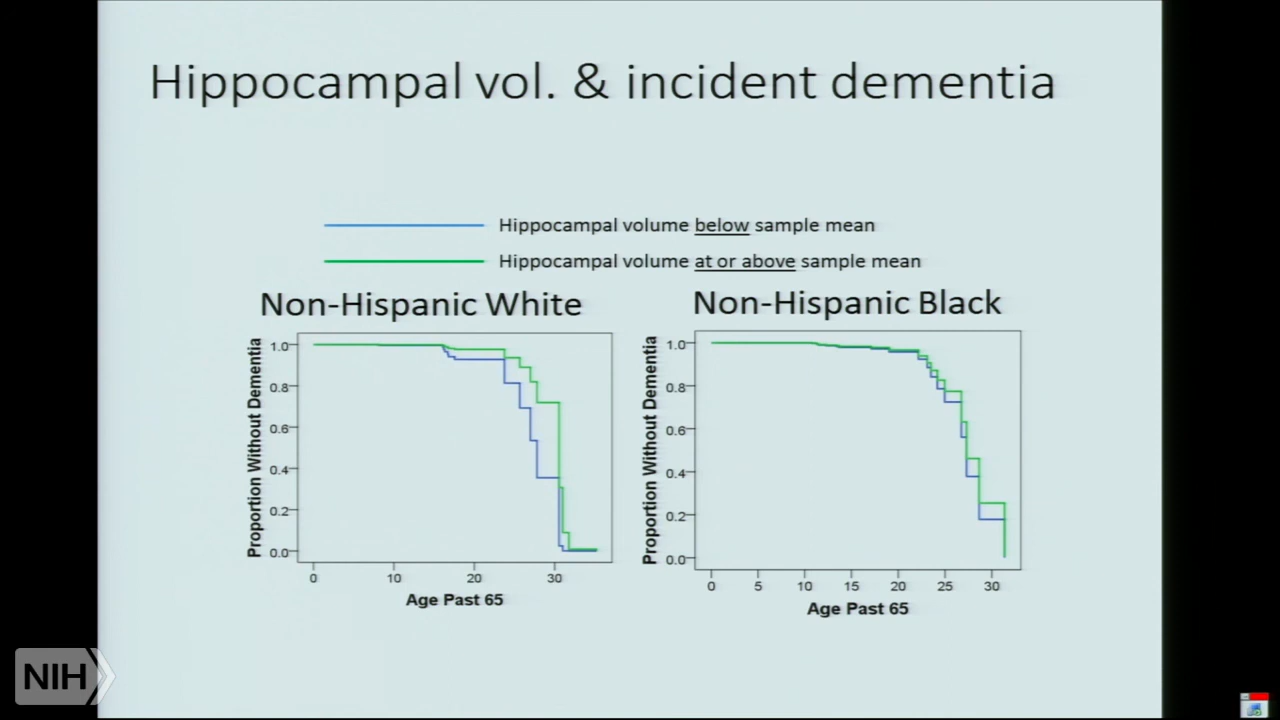 Hippocampal vol. & incident dementia
Hippocampal volume below sample mean
Hippocampal volume at or above sample mean
Non-Hispanic White
Proportion Without Dementia
1.0
0.8
0.6
0.4
0.2
0.0
0 10 20 30
Age Past 65
Non-Hispanic Black
Proportion Without Dementia
1.0
0.8
0.6
0.4
0.2
0.0
0 5 10 15 20 25 30
Age Past 65
NIH